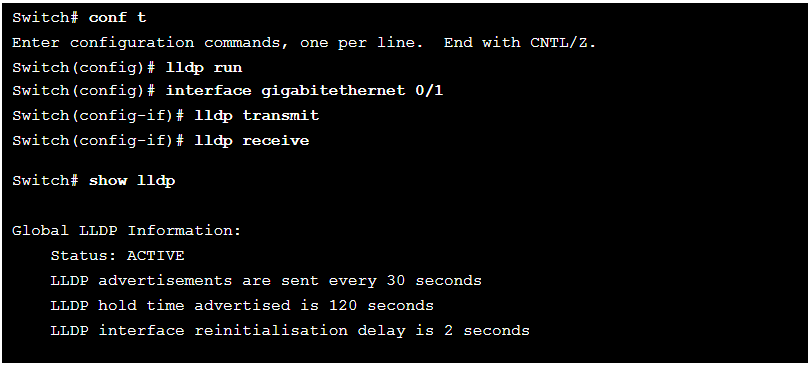 Switch# conf t
Enter configuration commands, one per line.  End with CNTL/Z.
Switch(config)# lldp run
Switch(config)# interface gigabitethernet 0/1
Switch(config-if)# lldp transmit
Switch(config-if)# lldp receive
Switch# show lldp
Global LLDP Information:
    Status: ACTIVE
    LLDP advertisements are sent every 30 seconds
    LLDP hold time advertised is 120 seconds
    LLDP interface reinitialisation delay is 2 seconds